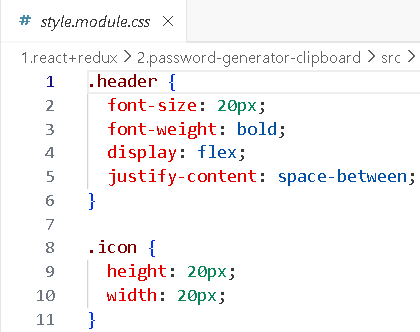 # style.module.css ×
1.react+redux > 2.password-generator-clipboard > src >
1 .header {
2 font-size: 20px;
3 font-weight: bold;
4 display: flex;
5 justify-content: space-between;
6 }
7
8 .icon {
9 height: 20px;
10 width: 20px;
11 }